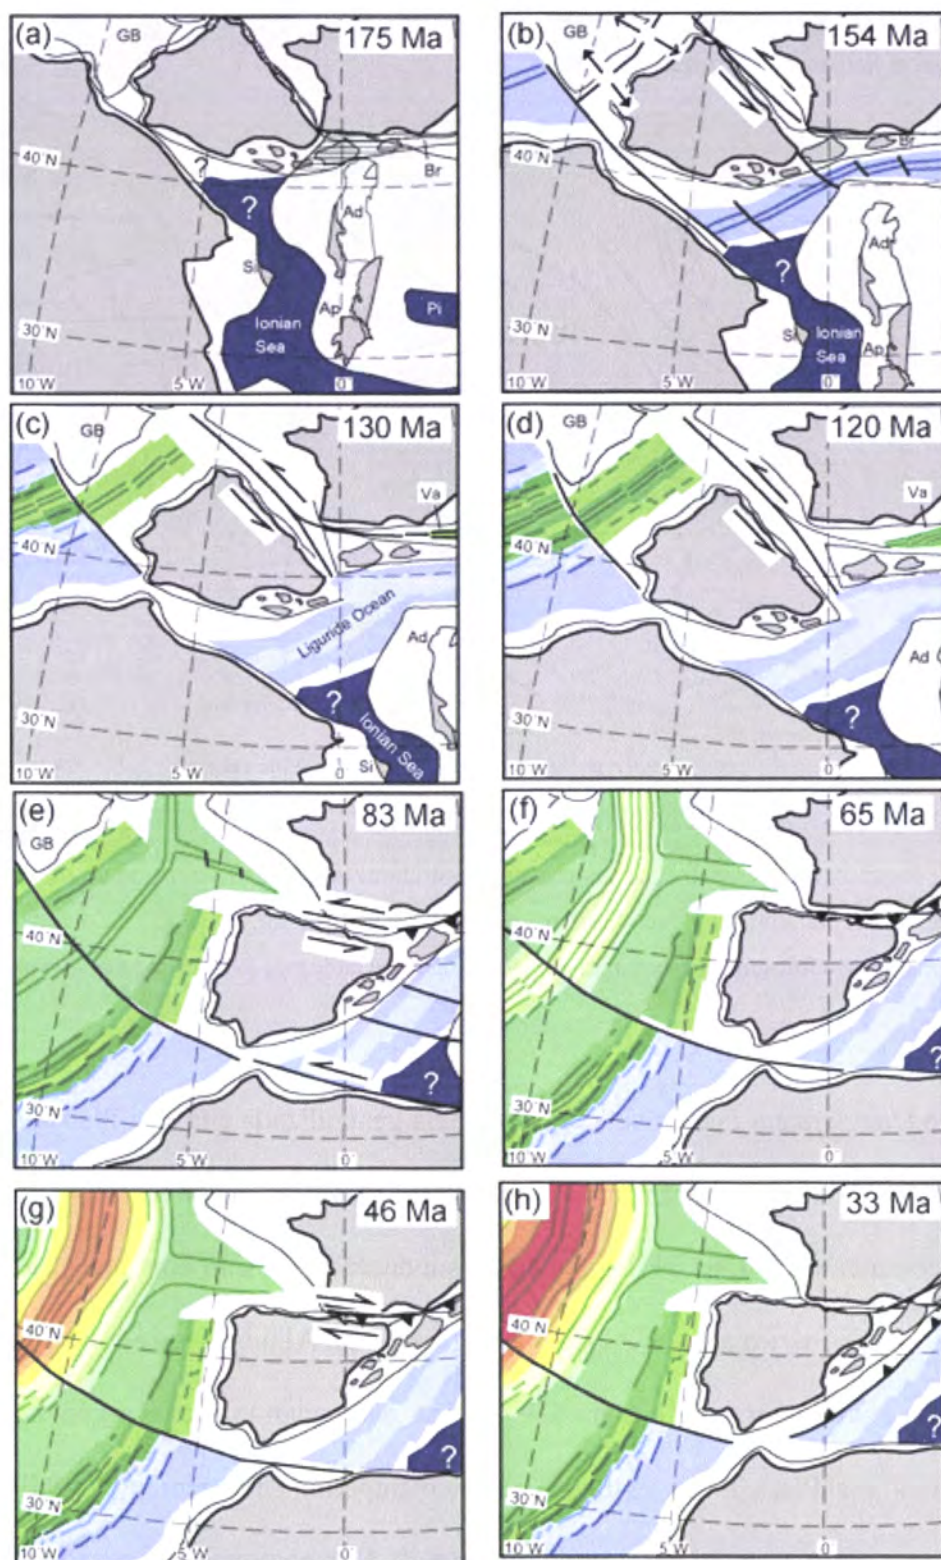 (a) GB 175 Ma
40°N ? Br
? Ad
Si Ap Pi
Ionian
Sea
30°N
10°W 5°W 0°
(b) GB 154 Ma
40°N Br
? Ad
Si Ionian
Sea Ap
30°N
10°W 5°W 0°
(c) GB 130 Ma
Va
40°N
Liguride Ocean
Ad
? Ionian Sea
30°N Si
10°W 5°W 0°
(d) GB 120 Ma
Va
40°N
Ad
?
30°N
10°W 5°W 0°
(e) 83 Ma
GB
40°N
?
30°N
10°W 5°W 0°
(f) 65 Ma
40°N
?
30°N
10°W 5°W 0°
(g) 46 Ma
40°N
?
30°N
10°W 5°W 0°
(h) 33 Ma
40°N
?
30°N
10°W 5°W 0°